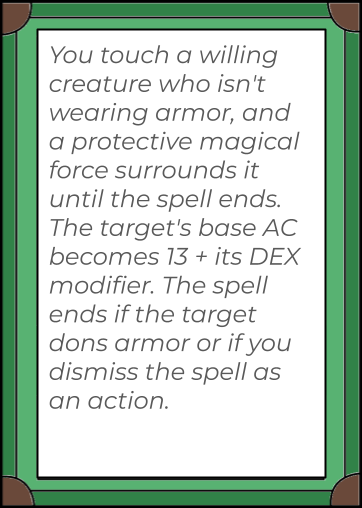 You touch a willing
creature who isn't
wearing armor, and
a protective magical
force surrounds it
until the spell ends.
The target's base AC
becomes 13 + its DEX
modifier. The spell
ends if the target
dons armor or if you
dismiss the spell as
an action.